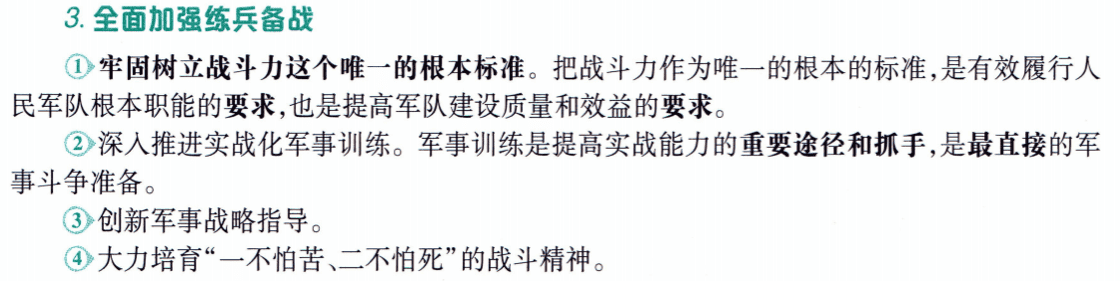 3. 全面加强练兵备战
①牢固树立战斗力这个唯一的根本标准。把战斗力作为唯一的根本的标准,是有效履行人
民军队根本职能的要求,也是提高军队建设质量和效益的要求。
②深入推进实战化军事训练。军事训练是提高实战能力的重要途径和抓手,是最直接的军
事斗争准备。
③创新军事战略指导。
④大力培育“一不怕苦、二不怕死”的战斗精神。